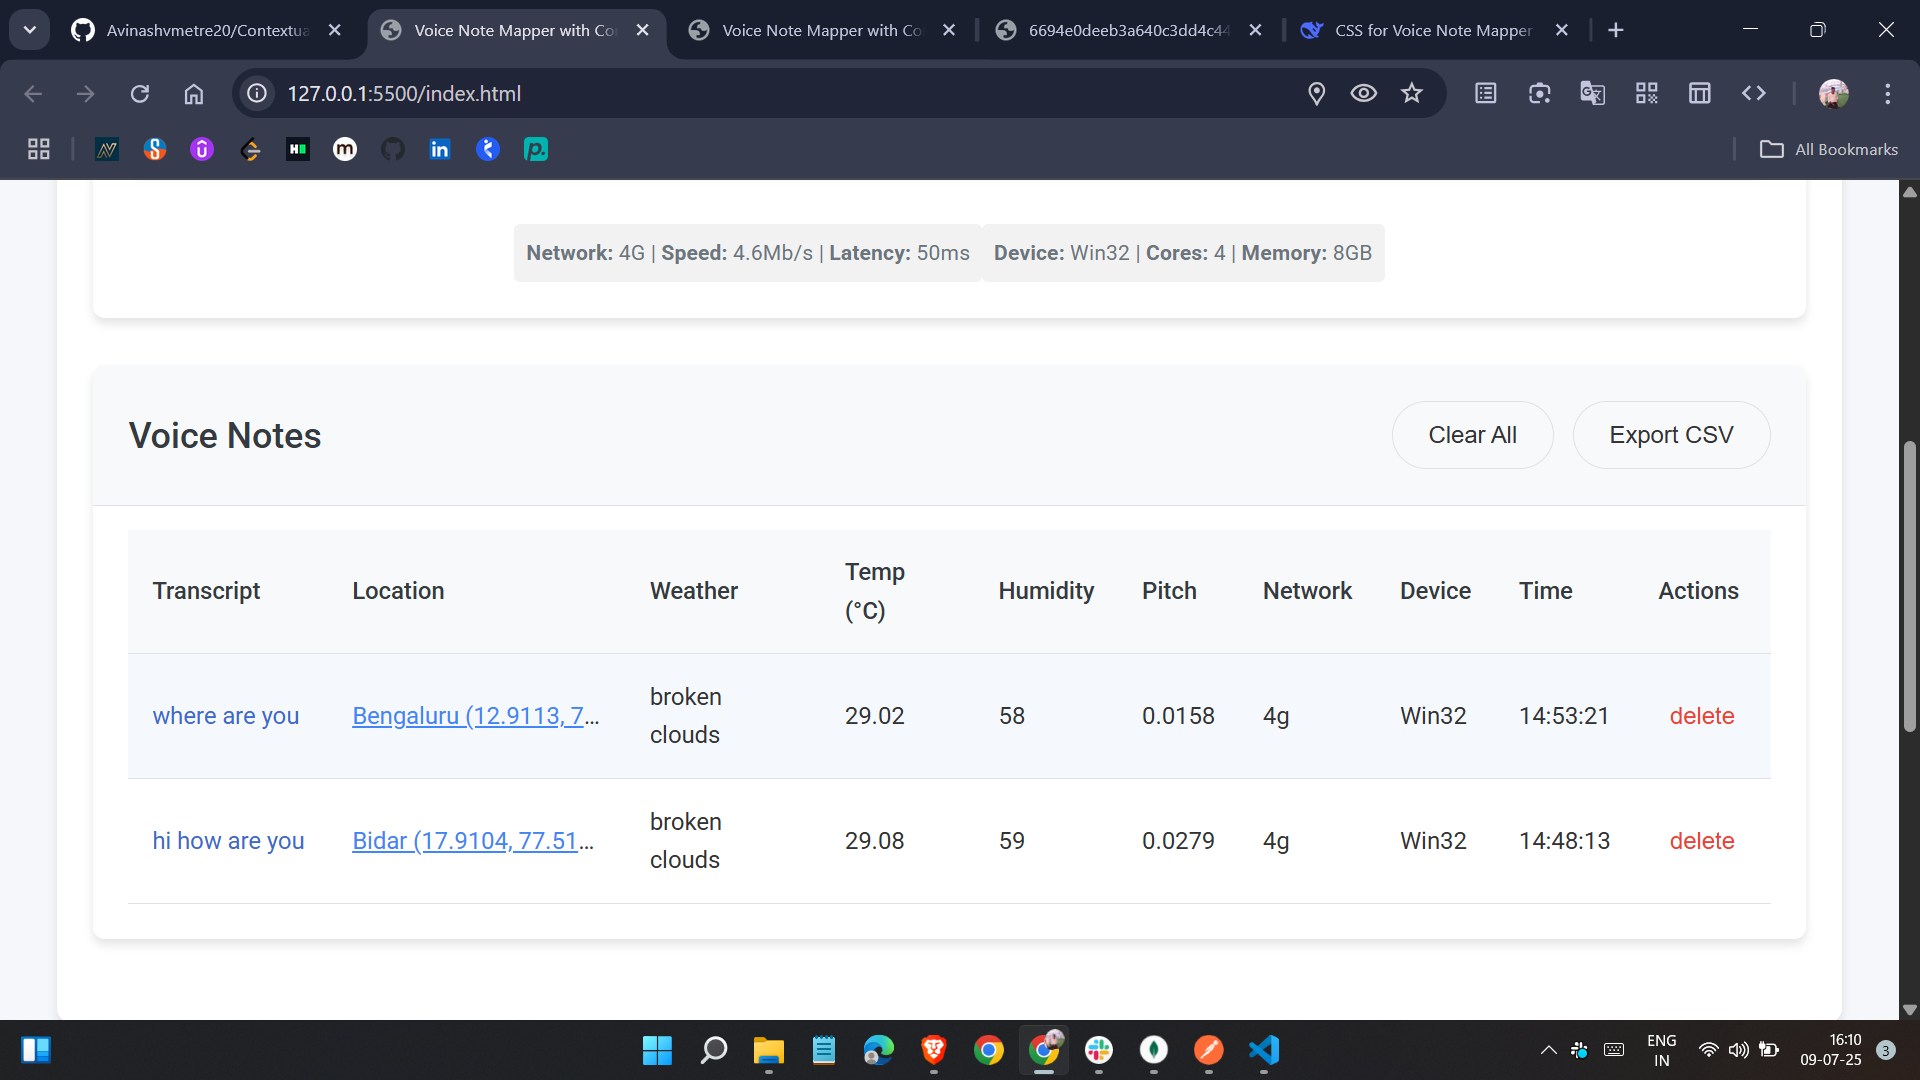 Avinashvmetre20/Contextua
Voice Note Mapper with Co
Voice Note Mapper with Co
6694e0deeb3a640c3dd4c44
CSS for Voice Note Mapper
127.0.0.1:5500/index.html
All Bookmarks
Network: 4G | Speed: 4.6Mb/s | Latency: 50ms
Device: Win32 | Cores: 4 | Memory: 8GB
Voice Notes
Clear All
Export CSV
Transcript Location Weather Temp (°C) Humidity Pitch Network Device Time Actions
where are you Bengaluru (12.9113, 7... broken clouds 29.02 58 0.0158 4g Win32 14:53:21 delete
hi how are you Bidar (17.9104, 77.51... broken clouds 29.08 59 0.0279 4g Win32 14:48:13 delete
ENG
IN
16:10
09-07-25
3